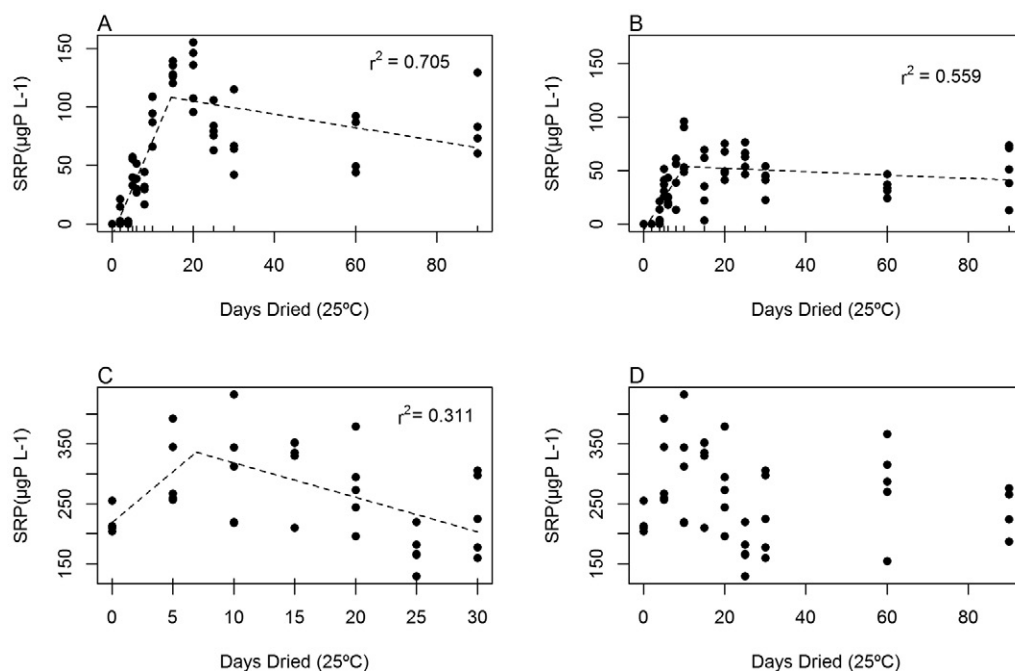 A
r2 = 0.705
SRP(µgP L-1)
150
100
50
0
0 20 40 60 80
Days Dried (25ºC)
B
r2 = 0.559
SRP(µgP L-1)
150
100
50
0
0 20 40 60 80
Days Dried (25ºC)
C
r2= 0.311
SRP(µgP L-1)
350
250
150
0 5 10 15 20 25 30
Days Dried (25ºC)
D
SRP(µgP L-1)
350
250
150
0 20 40 60 80
Days Dried (25ºC)